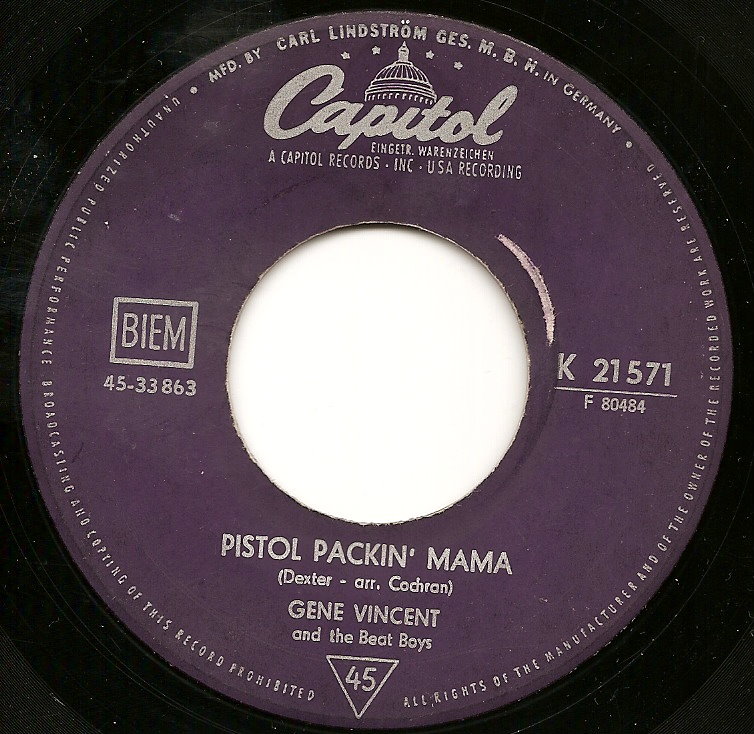 MFD. BY CARL LINDSTRÖM GES. M. B. H. IN GERMANY
Capitol
EINGETR. WARENZEICHEN
A CAPITOL RECORDS · INC · USA RECORDING
BIEM
45-33863
K 21571
F 80484
PISTOL PACKIN' MAMA
(Dexter - arr. Cochran)
GENE VINCENT
and the Beat Boys
45
UNAUTHORIZED PUBLIC PERFORMANCE BROADCASTING AND COPYING OF THIS RECORD PROHIBITED
ALL RIGHTS OF THE MANUFACTURER AND OF THE OWNER OF THE RECORDED WORK ARE RESERVED